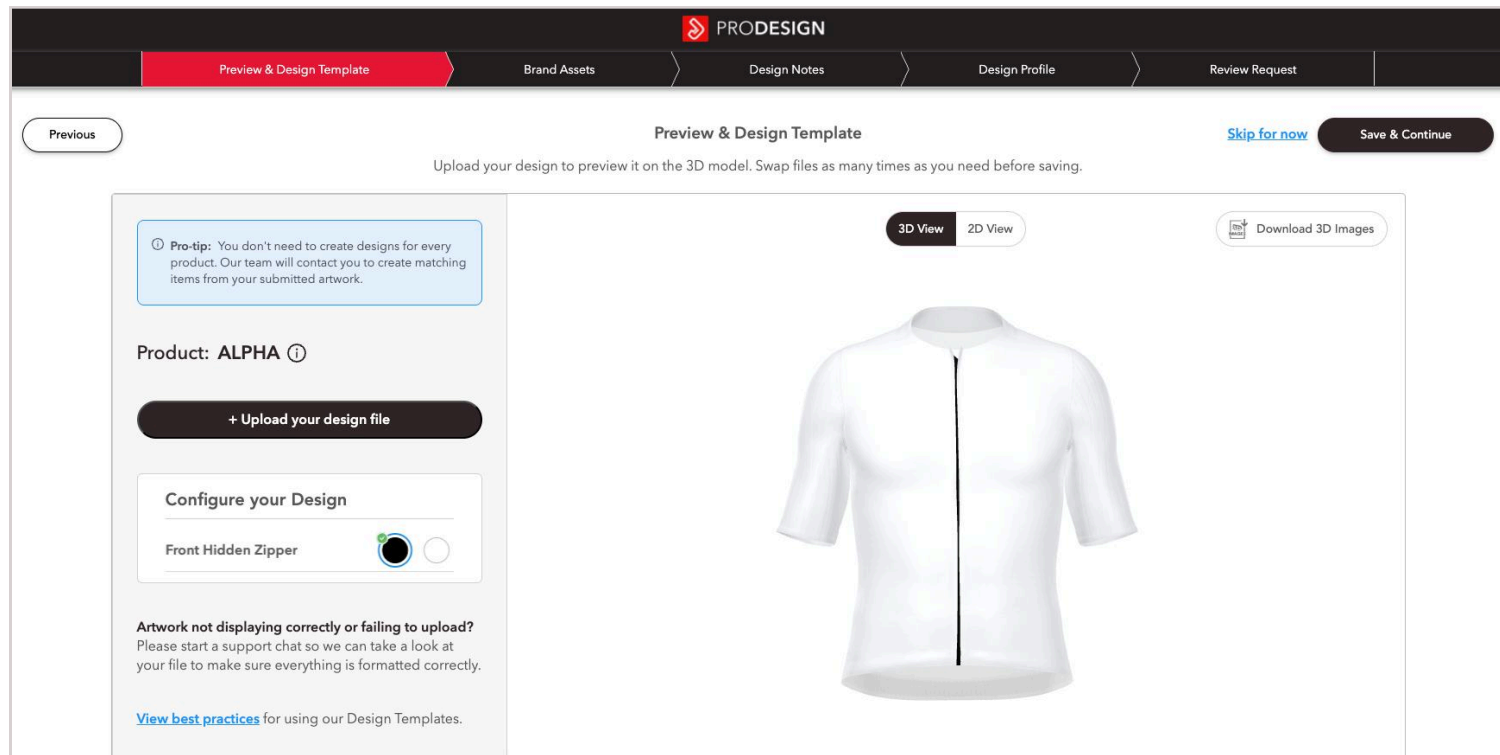 PRODESIGN
Preview & Design Template
Brand Assets
Design Notes
Design Profile
Review Request
Previous
Preview & Design Template
Skip for now
Save & Continue
Upload your design to preview it on the 3D model. Swap files as many times as you need before saving.
Pro-tip: You don't need to create designs for every
product. Our team will contact you to create matching
items from your submitted artwork.
Product: ALPHA
+ Upload your design file
Configure your Design
Front Hidden Zipper
Artwork not displaying correctly or failing to upload?
Please start a support chat so we can take a look at
your file to make sure everything is formatted correctly.
View best practices for using our Design Templates.
3D View
2D View
Download 3D Images